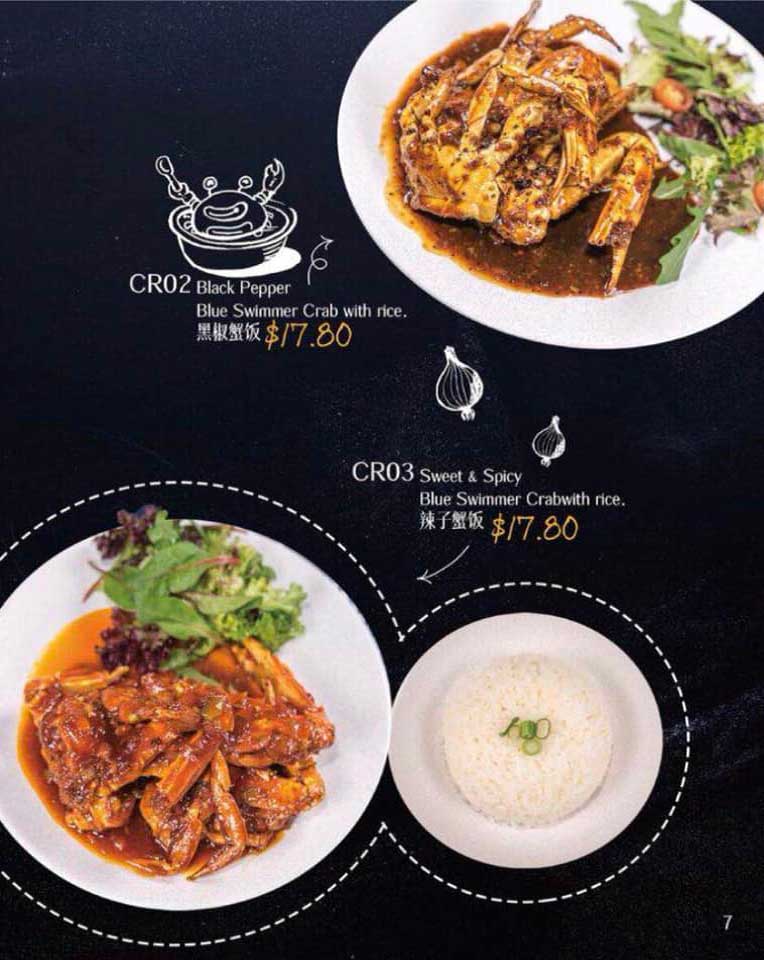 CR02 Black Pepper
Blue Swimmer Crab with rice.
黑椒蟹饭 $17.80
CR03 Sweet & Spicy
Blue Swimmer Crabwith rice.
辣子蟹饭 $17.80
7